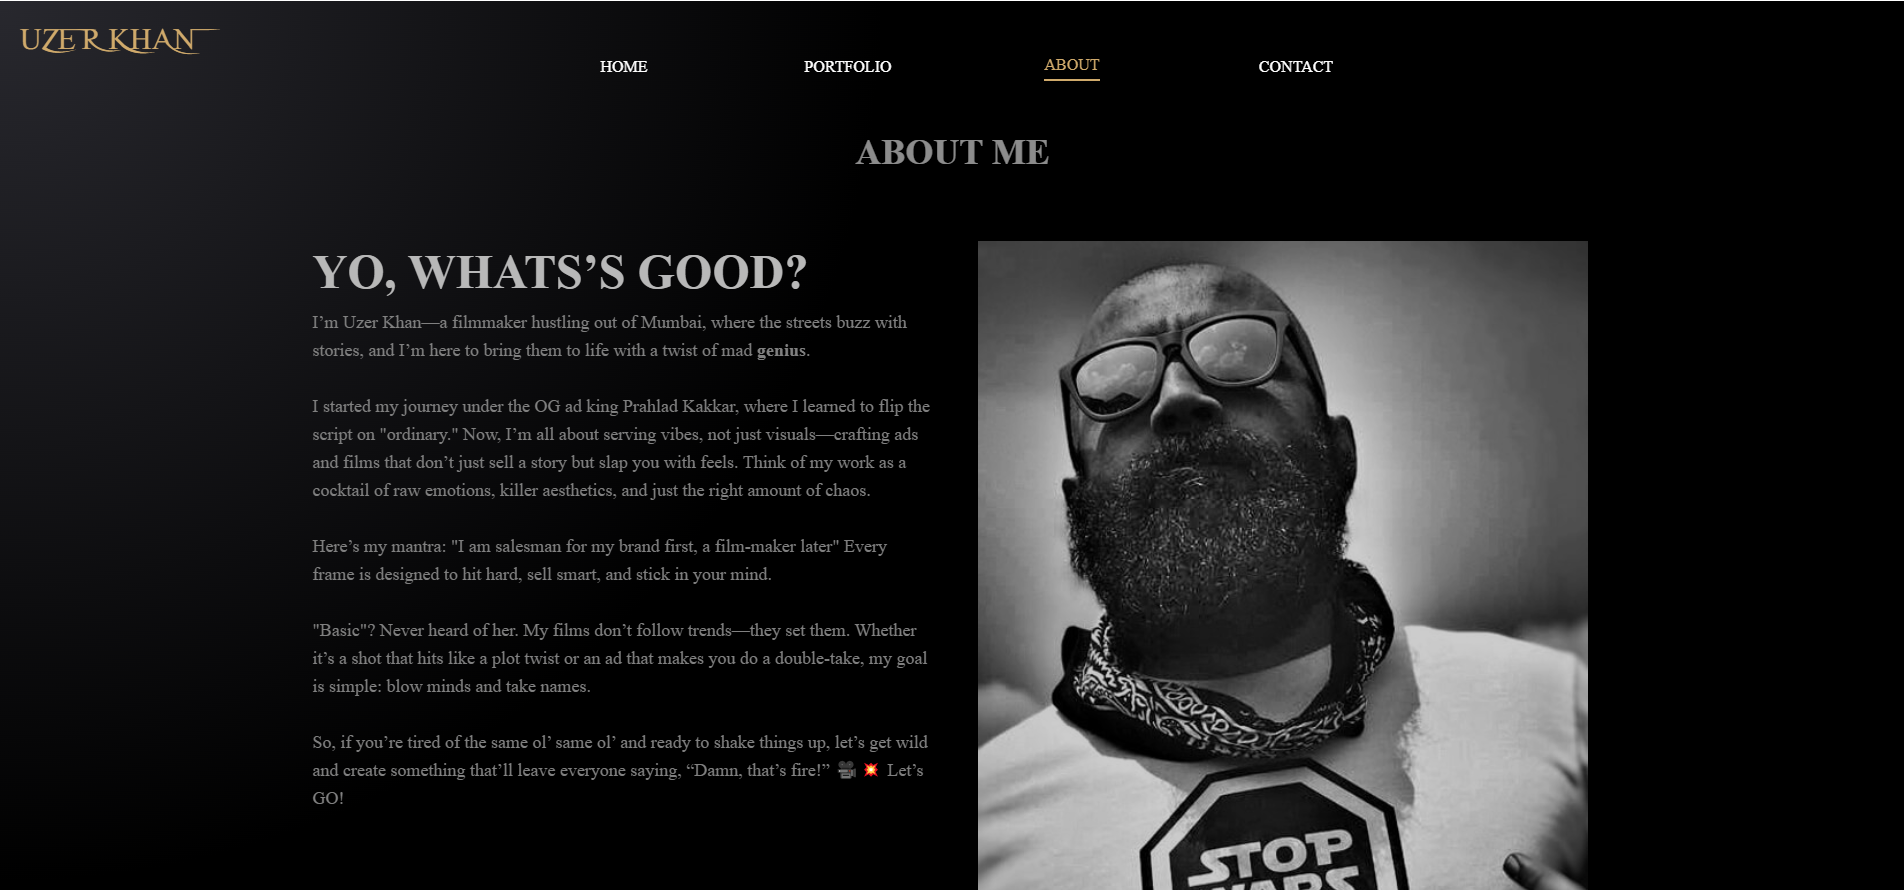 UZER KHAN
HOME PORTFOLIO ABOUT CONTACT
ABOUT ME
YO, WHATS’S GOOD?
I’m Uzer Khan—a filmmaker hustling out of Mumbai, where the streets buzz with
stories, and I’m here to bring them to life with a twist of mad genius.
I started my journey under the OG ad king Prahlad Kakkar, where I learned to flip the
script on "ordinary." Now, I’m all about serving vibes, not just visuals—crafting ads
and films that don’t just sell a story but slap you with feels. Think of my work as a
cocktail of raw emotions, killer aesthetics, and just the right amount of chaos.
Here’s my mantra: "I am salesman for my brand first, a film-maker later" Every
frame is designed to hit hard, sell smart, and stick in your mind.
"Basic"? Never heard of her. My films don’t follow trends—they set them. Whether
it’s a shot that hits like a plot twist or an ad that makes you do a double-take, my goal
is simple: blow minds and take names.
So, if you’re tired of the same ol’ same ol’ and ready to shake things up, let’s get wild
and create something that’ll leave everyone saying, “Damn, that’s fire!” 🎥 💥 Let’s
GO!
STOP
WARS